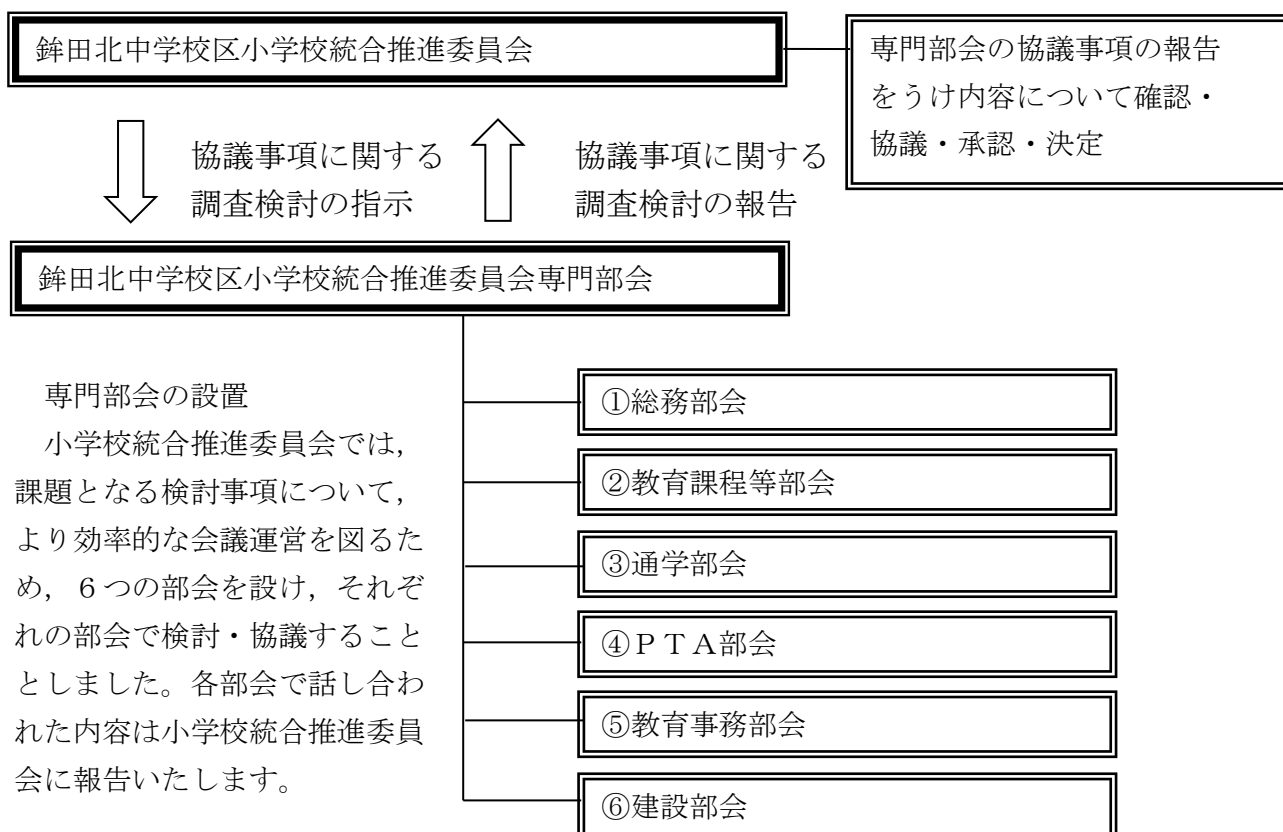 鉾田北中学校区小学校統合推進委員会
専門部会の協議事項の報告
をうけ内容について確認・
協議・承認・決定
協議事項に関する
調査検討の指示
協議事項に関する
調査検討の報告
鉾田北中学校区小学校統合推進委員会専門部会
専門部会の設置
小学校統合推進委員会では，
課題となる検討事項について，
より効率的な会議運営を図るた
め，６つの部会を設け，それぞ
れの部会で検討・協議すること
としました。各部会で話し合わ
れた内容は小学校統合推進委員
会に報告いたします。
①総務部会
②教育課程等部会
③通学部会
④ＰＴＡ部会
⑤教育事務部会
⑥建設部会